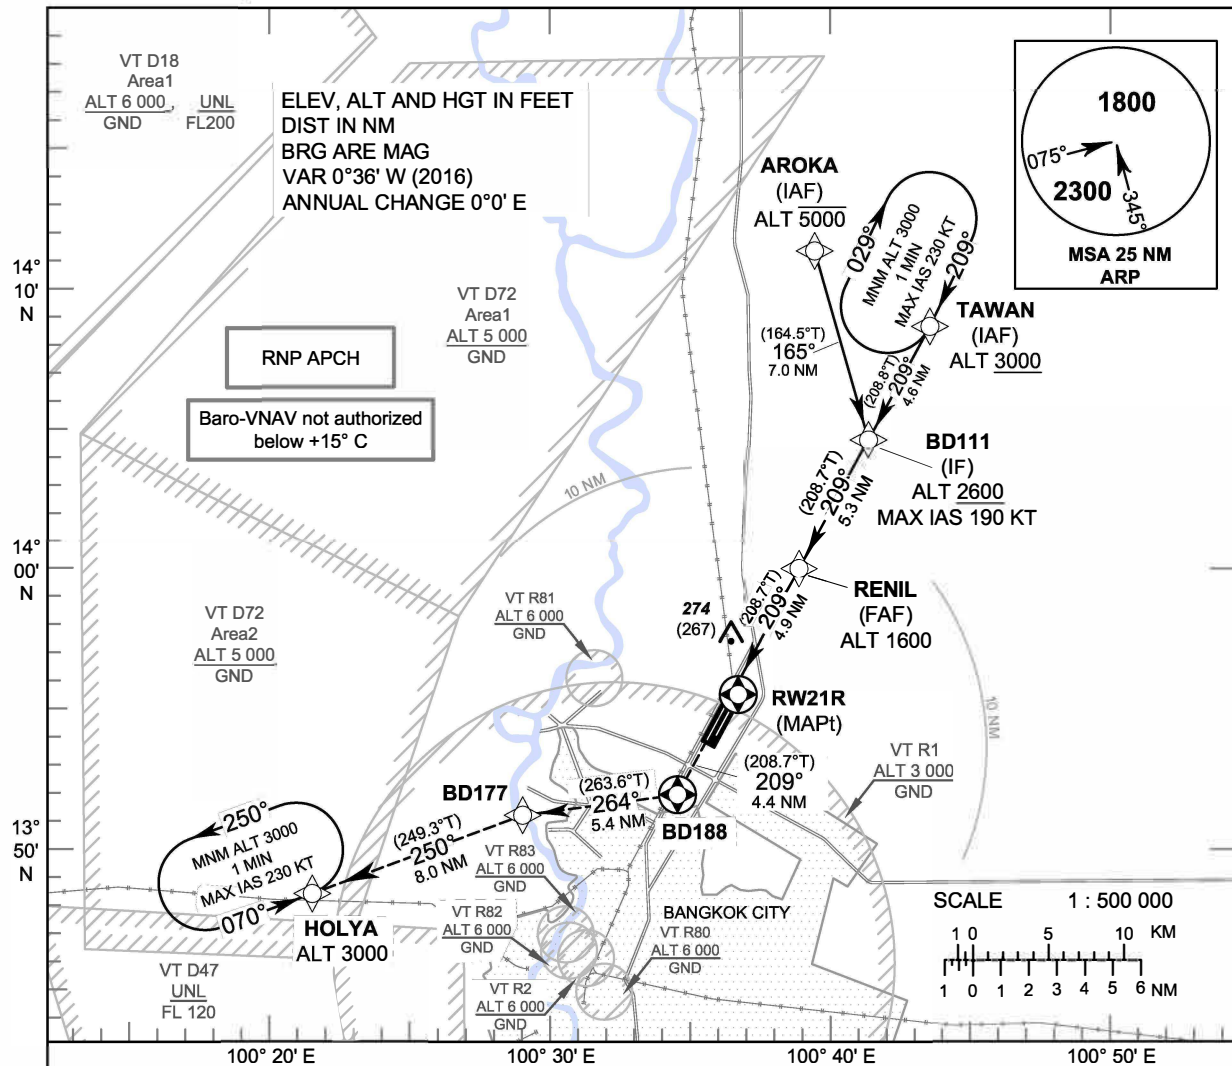 VT D18
Area1
ALT 6 000
GND
UNL
FL200
ELEV, ALT AND HGT IN FEET
DIST IN NM
BRG ARE MAG
VAR 0°36' W (2016)
ANNUAL CHANGE 0°0' E
1800
075°
2300
345°
MSA 25 NM
ARP
AROKA
(IAF)
ALT 5000
029°
MNM ALT 3000
1 MIN
MAX IAS 230 KT
209°
TAWAN
(IAF)
ALT 3000
14°
10'
N
VT D72
Area1
ALT 5 000
GND
RNP APCH
Baro-VNAV not authorized
below +15° C
(164.5°T)
165°
7.0 NM
(208.8°T)
209°
4.6 NM
BD111
(IF)
ALT 2600
MAX IAS 190 KT
10 NM
(208.7°T)
209°
5.3 NM
14°
00'
N
RENIL
(FAF)
ALT 1600
VT D72
Area2
ALT 5 000
GND
VT R81
ALT 6 000
GND
274
(267)
(208.7°T)
209°
4.9 NM
RW21R
(MAPt)
10 NM
VT R1
ALT 3 000
GND
(208.7°T)
209°
4.4 NM
BD188
BD177
(263.6°T)
264°
5.4 NM
(249.3°T)
250°
8.0 NM
13°
50'
N
250°
MNM ALT 3000
1 MIN
MAX IAS 230 KT
070°
HOLYA
ALT 3000
VT R83
ALT 6 000
GND
VT R82
ALT 6 000
GND
BANGKOK CITY
VT R80
ALT 6 000
GND
VT R2
ALT 6 000
GND
VT D47
UNL
FL 120
SCALE 1 : 500 000
1 0 5 10 KM
1 0 1 2 3 4 5 6 NM
100° 20' E 100° 30' E 100° 40' E 100° 50' E